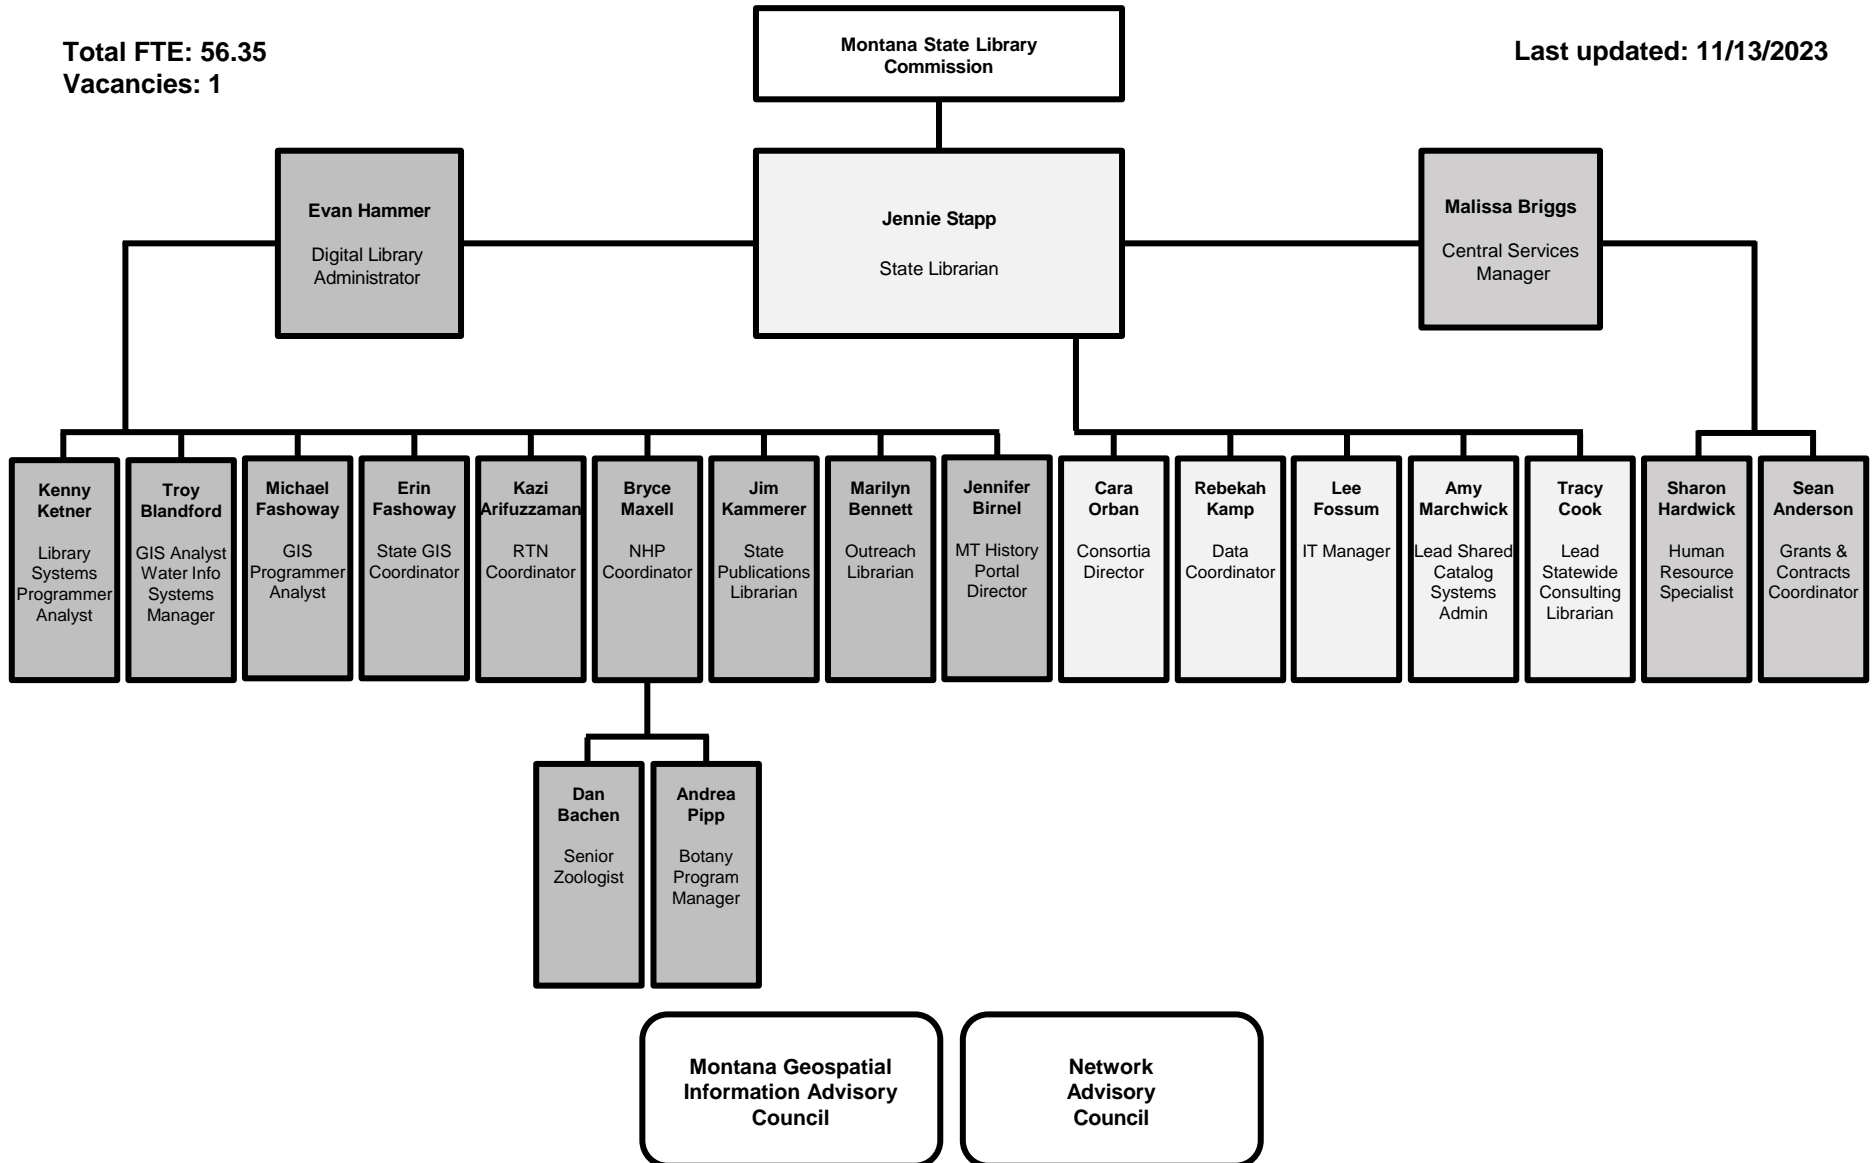 Total FTE: 56.35
Vacancies: 1
Montana State Library
Commission
Last updated: 11/13/2023
Evan Hammer
Digital Library
Administrator
Jennie Stapp
State Librarian
Malissa Briggs
Central Services
Manager
Kenny
Ketner
Library
Systems
Programmer
Analyst
Troy
Blandford
GIS Analyst
Water Info
Systems
Manager
Michael
Fashoway
GIS
Programmer
Analyst
Erin
Fashoway
State GIS
Coordinator
Kazi
Arifuzzaman
RTN
Coordinator
Bryce
Maxell
NHP
Coordinator
Jim
Kammerer
State
Publications
Librarian
Marilyn
Bennett
Outreach
Librarian
Jennifer
Birnel
MT History
Portal
Director
Cara
Orban
Consortia
Director
Rebekah
Kamp
Data
Coordinator
Lee
Fossum
IT Manager
Amy
Marchwick
Lead Shared
Catalog
Systems
Admin
Tracy
Cook
Lead
Statewide
Consulting
Librarian
Sharon
Hardwick
Human
Resource
Specialist
Sean
Anderson
Grants &
Contracts
Coordinator
Dan
Bachen
Senior
Zoologist
Andrea
Pipp
Botany
Program
Manager
Montana Geospatial
Information Advisory
Council
Network
Advisory
Council